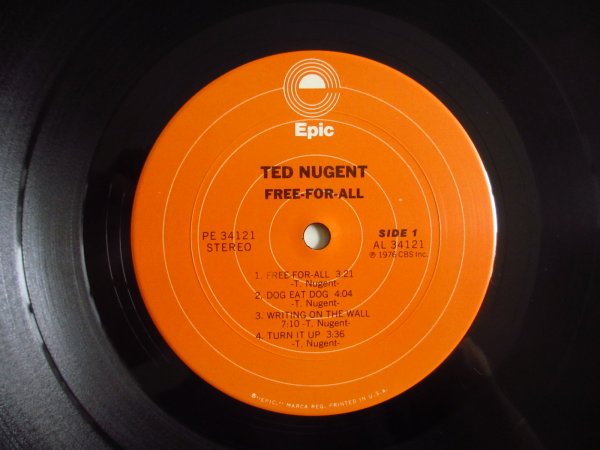 Epic
TED NUGENT
FREE-FOR-ALL
PE 34121
STEREO
SIDE 1
AL 34121
℗ 1976 CBS Inc.
1. FREE-FOR-ALL 3:21
-T. Nugent-
2. DOG EAT DOG 4:04
-T. Nugent-
3. WRITING ON THE WALL
7:10 -T. Nugent-
4. TURN IT UP 3:36
-T. Nugent-
®"EPIC," MARCA REG. PRINTED IN U.S.A.